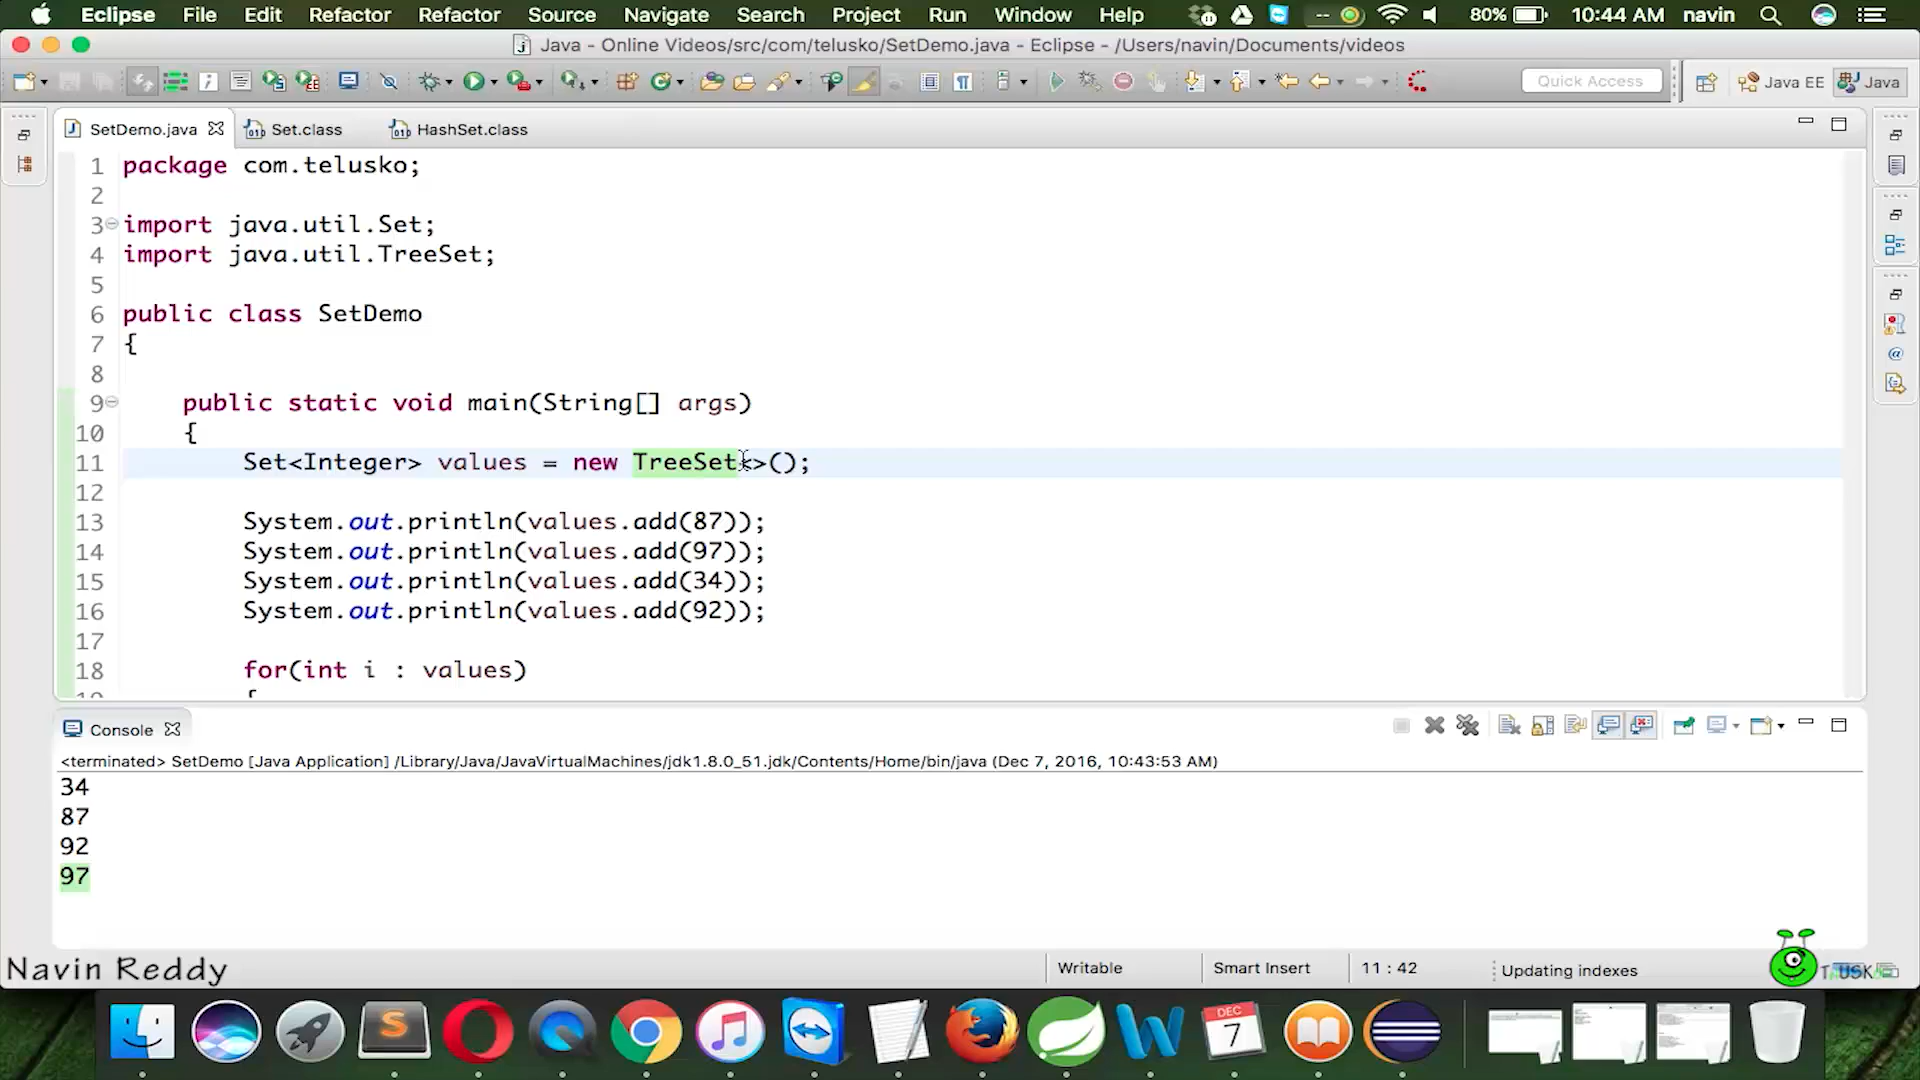 Eclipse File Edit Refactor Refactor Source Navigate Search Project Run Window Help -- 80% 10:44 AM navin
Java - Online Videos/src/com/telusko/SetDemo.java - Eclipse - /Users/navin/Documents/videos
Quick Access Java EE Java
SetDemo.java Set.class HashSet.class
1 package com.telusko;
2
3 import java.util.Set;
4 import java.util.TreeSet;
5
6 public class SetDemo
7 {
8
9 public static void main(String[] args)
10 {
11 Set<Integer> values = new TreeSet<>();
12
13 System.out.println(values.add(87));
14 System.out.println(values.add(97));
15 System.out.println(values.add(34));
16 System.out.println(values.add(92));
17
18 for(int i : values)
Console
<terminated> SetDemo [Java Application] /Library/Java/JavaVirtualMachines/jdk1.8.0_51.jdk/Contents/Home/bin/java (Dec 7, 2016, 10:43:53 AM)
34
87
92
97
Navin Reddy
Writable Smart Insert 11 : 42 Updating indexes
DEC
7